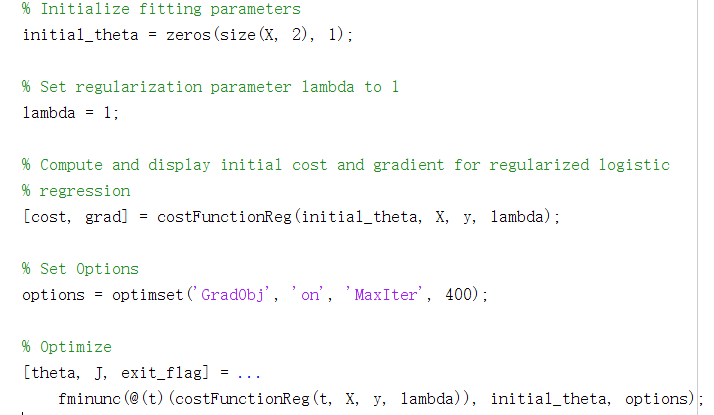 % Initialize fitting parameters
initial_theta = zeros(size(X, 2), 1);
% Set regularization parameter lambda to 1
lambda = 1;
% Compute and display initial cost and gradient for regularized logistic
% regression
[cost, grad] = costFunctionReg(initial_theta, X, y, lambda);
% Set Options
options = optimset('GradObj', 'on', 'MaxIter', 400);
% Optimize
[theta, J, exit_flag] = ...
    fminunc(@(t)(costFunctionReg(t, X, y, lambda)), initial_theta, options);